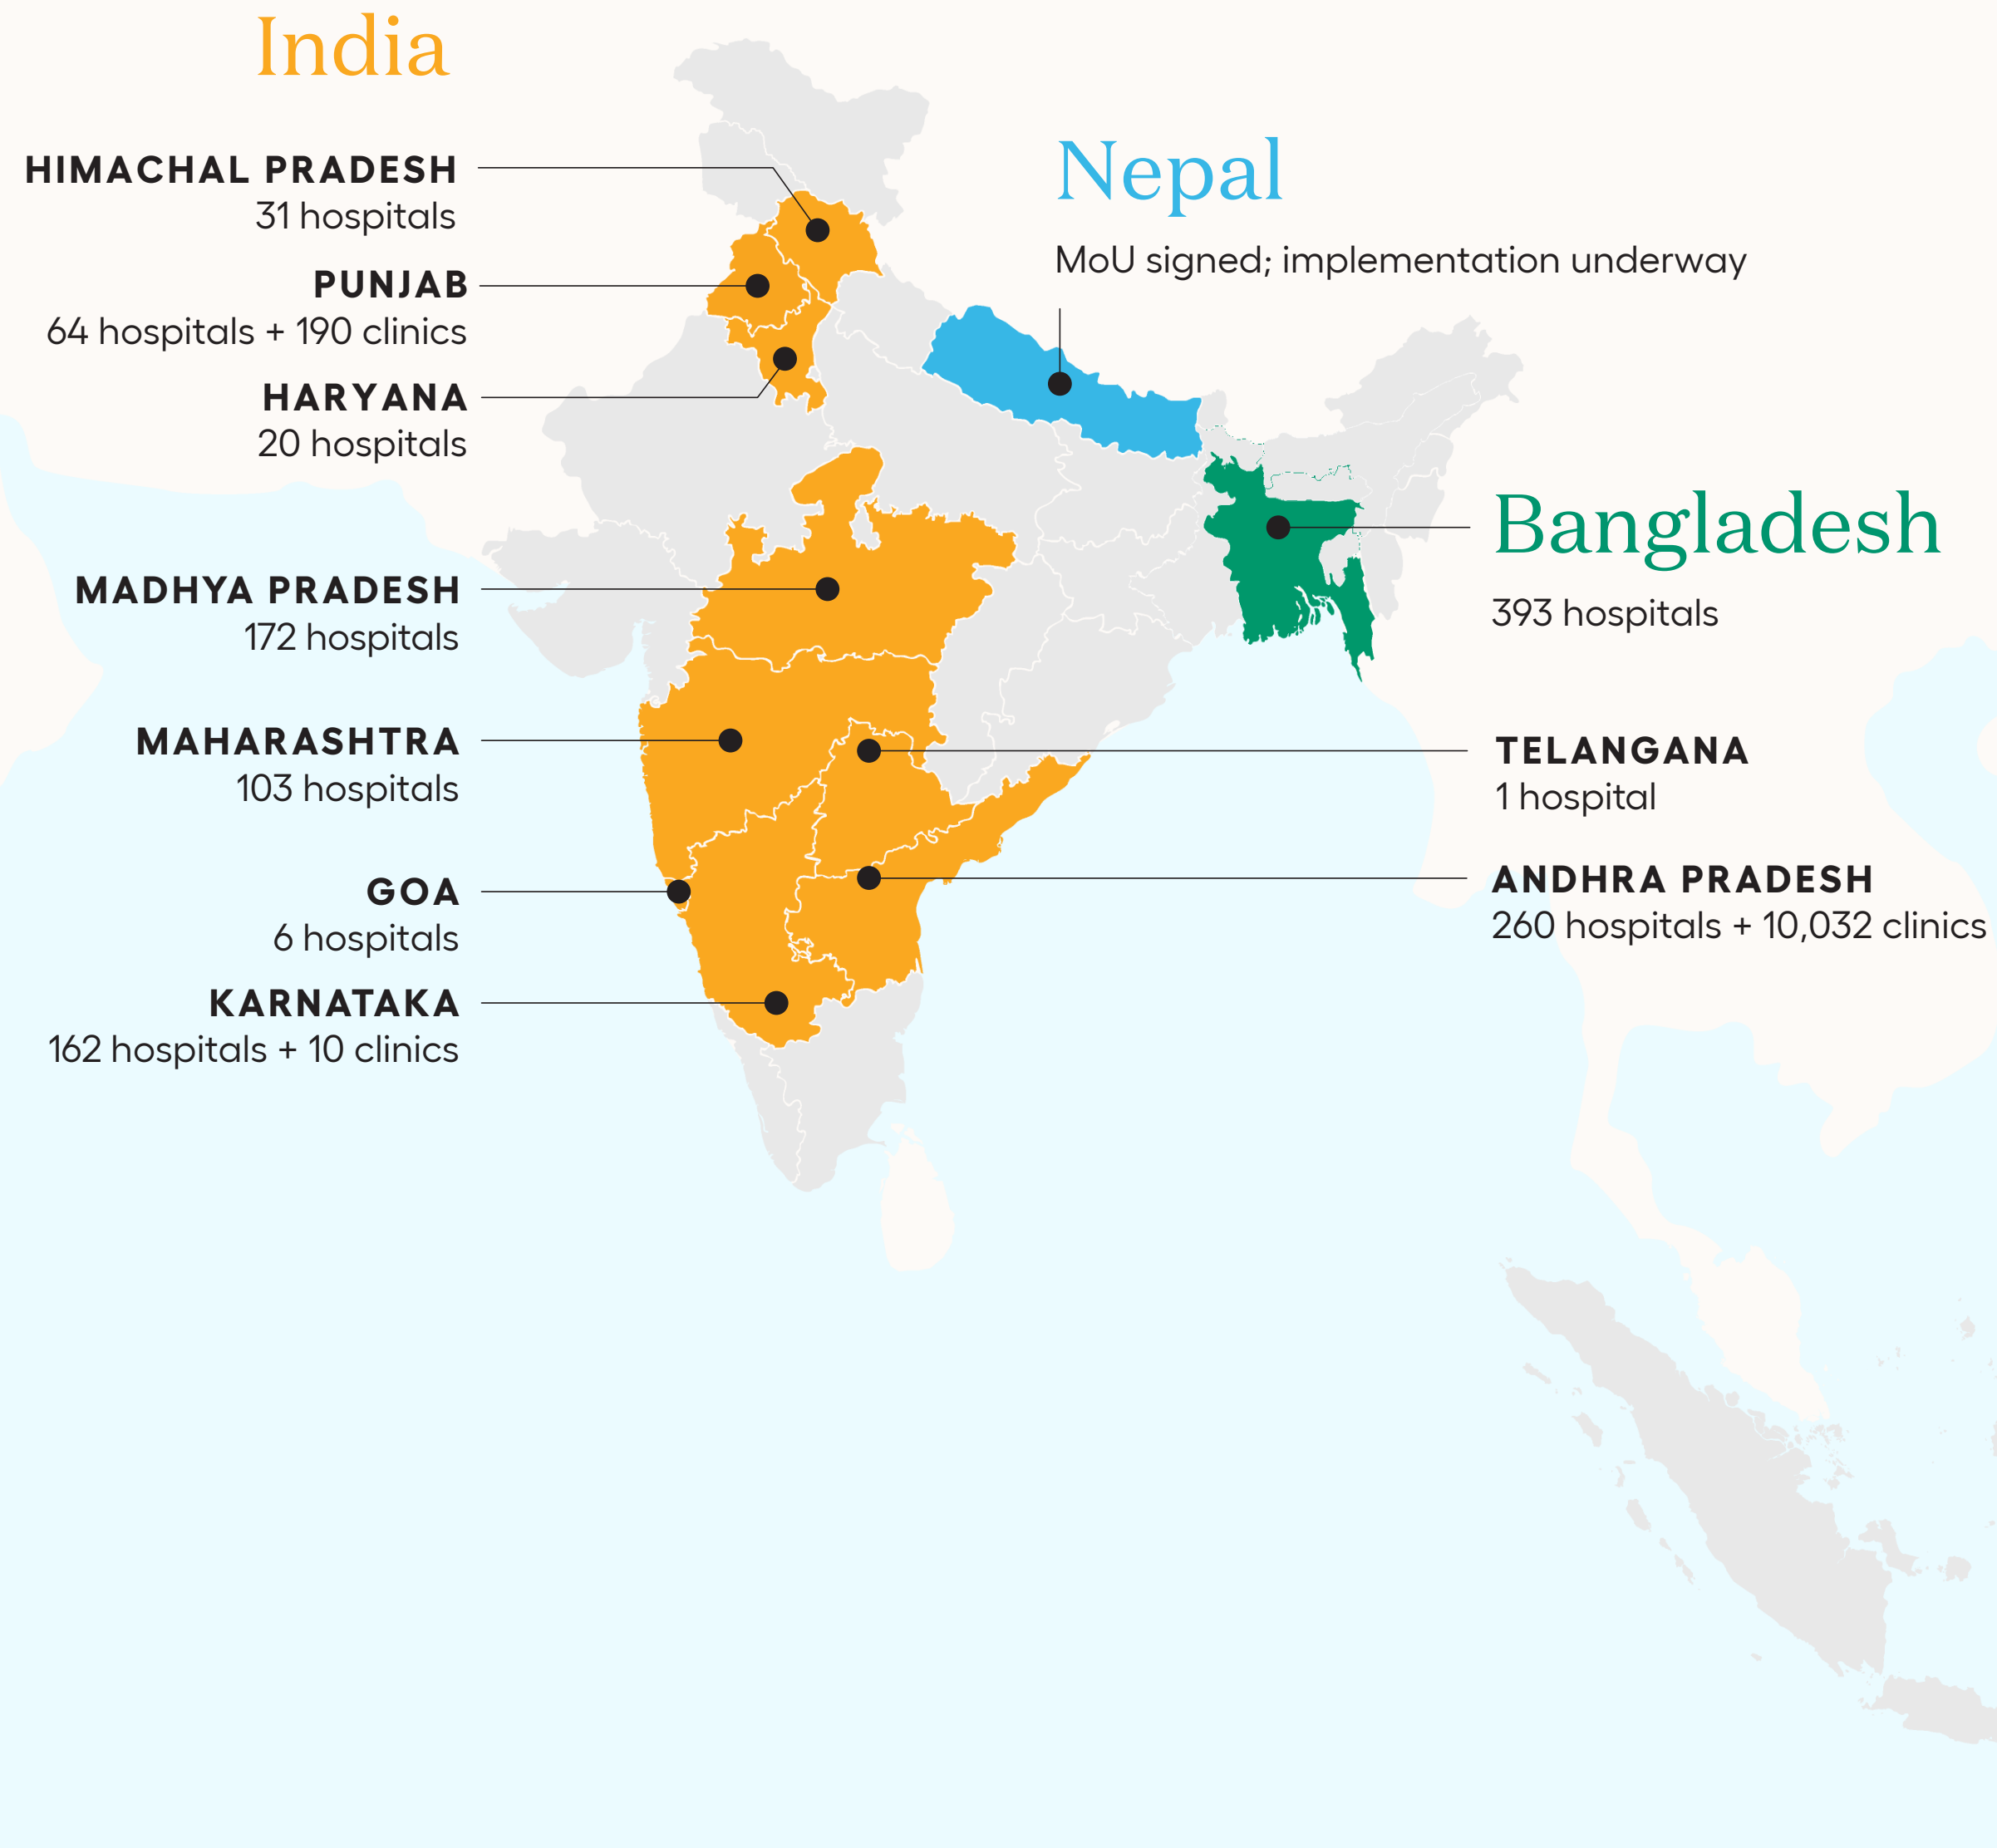 India
HIMACHAL PRADESH
31 hospitals
PUNJAB
64 hospitals + 190 clinics
HARYANA
20 hospitals
MADHYA PRADESH
172 hospitals
MAHARASHTRA
103 hospitals
GOA
6 hospitals
KARNATAKA
162 hospitals + 10 clinics
Nepal
MoU signed; implementation underway
Bangladesh
393 hospitals
TELANGANA
1 hospital
ANDHRA PRADESH
260 hospitals + 10,032 clinics